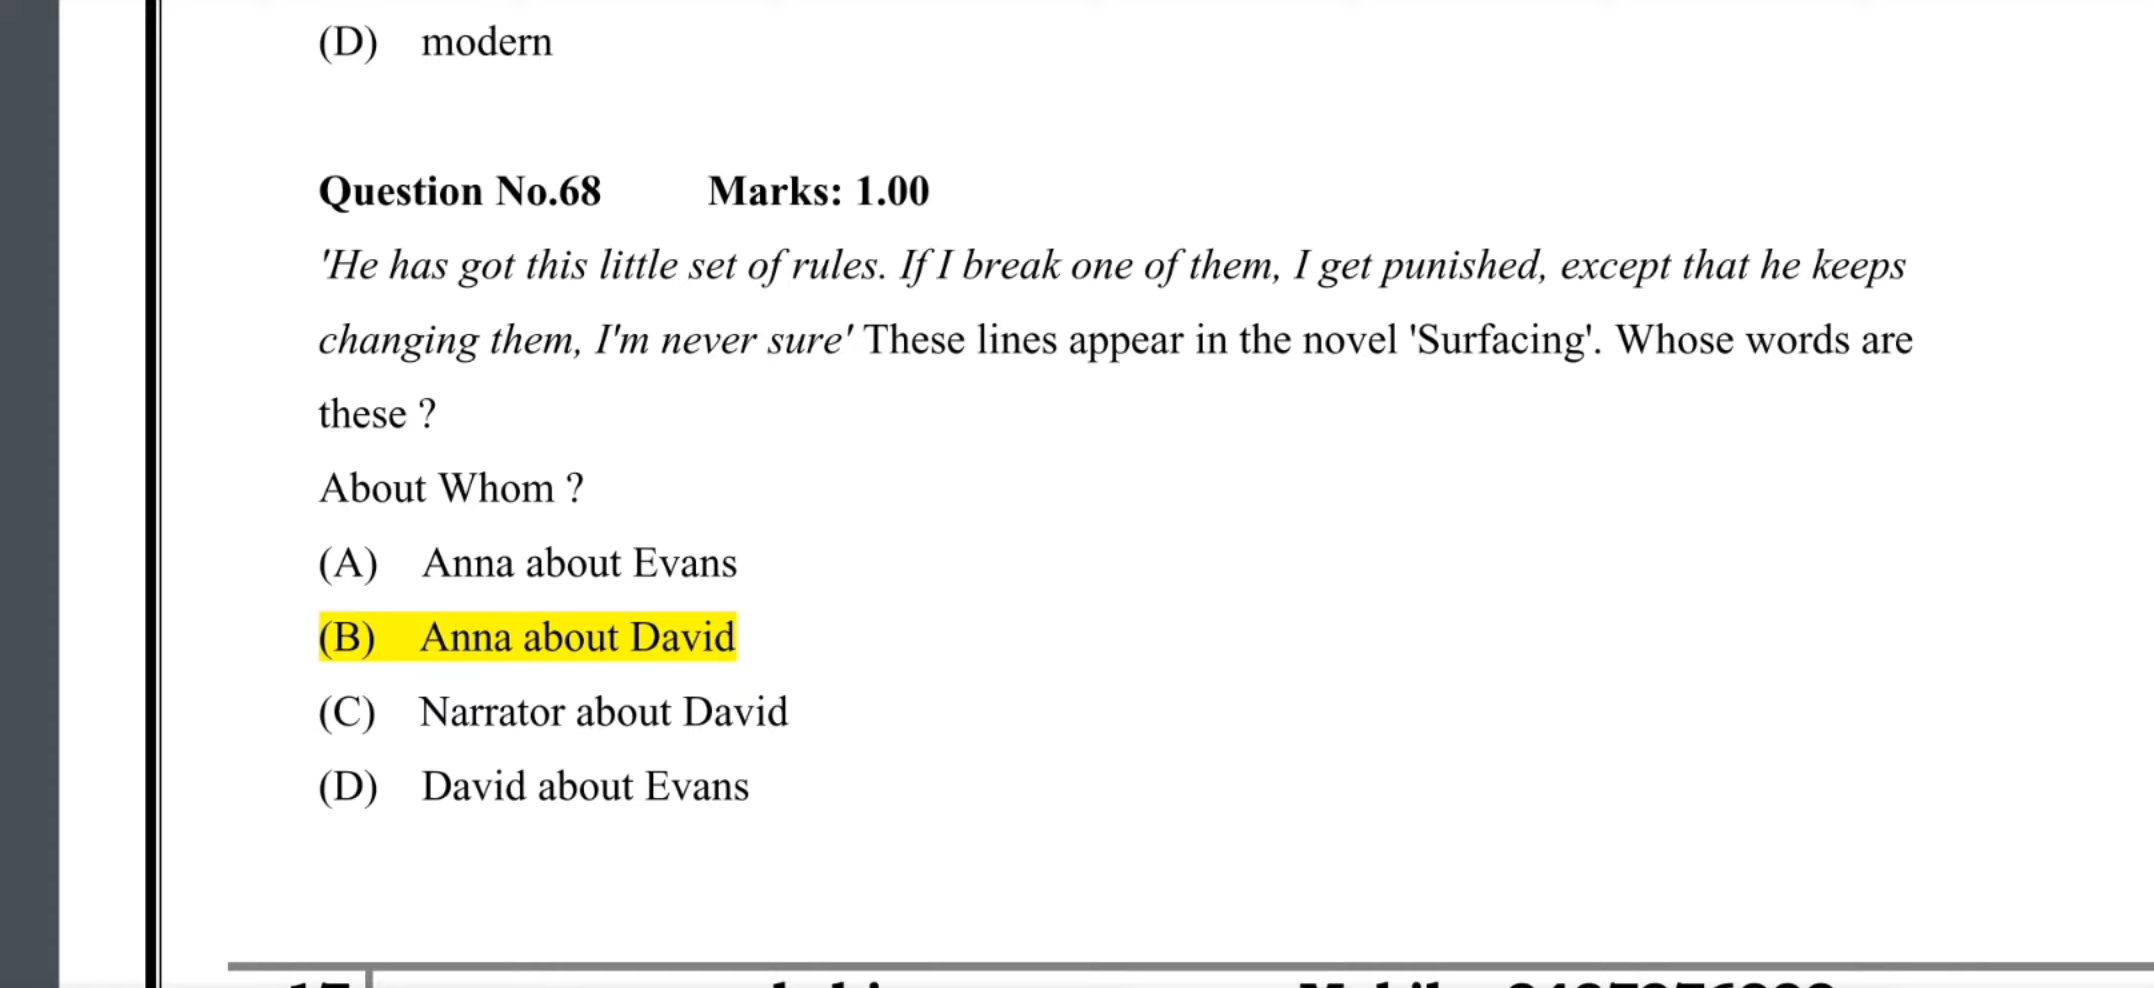 (D) modern
Question No.68 Marks: 1.00
'He has got this little set of rules. If I break one of them, I get punished, except that he keeps
changing them, I'm never sure' These lines appear in the novel 'Surfacing'. Whose words are
these ?
About Whom ?
(A) Anna about Evans
(B) Anna about David
(C) Narrator about David
(D) David about Evans